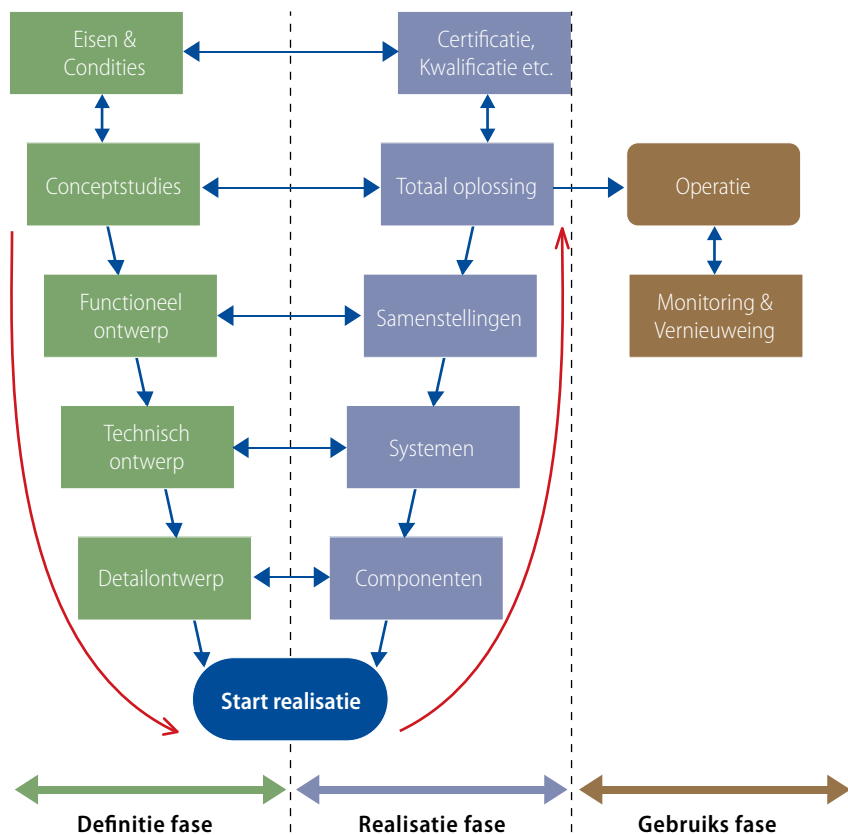 Eisen &
Condities
Certificatie,
Kwalificatie etc.
Conceptstudies
Totaal oplossing
Operatie
Functioneel
ontwerp
Samenstellingen
Monitoring &
Vernieuweing
Technisch
ontwerp
Systemen
Detailontwerp
Componenten
Start realisatie
Definitie fase
Realisatie fase
Gebruiks fase